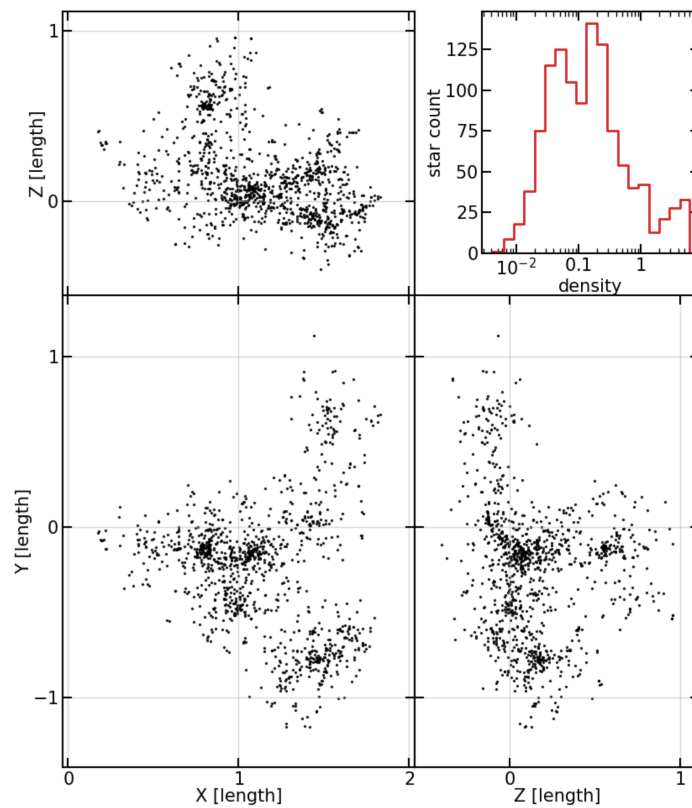 1
0
Z [length]
125
100
75
50
25
0
star count
10⁻² 0.1 1
density
1
0
−1
Y [length]
0 1 2
X [length]
0 1
Z [length]